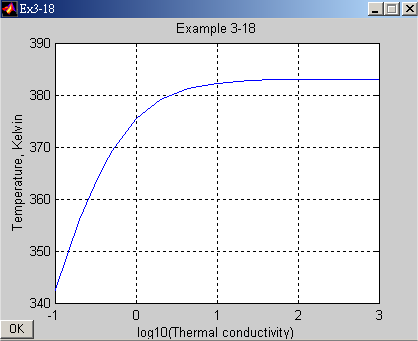 Ex3-18
Example 3-18
390
380
370
360
350
340
Temperature, Kelvin
-1 0 1 2 3
log10(Thermal conductivity)
OK